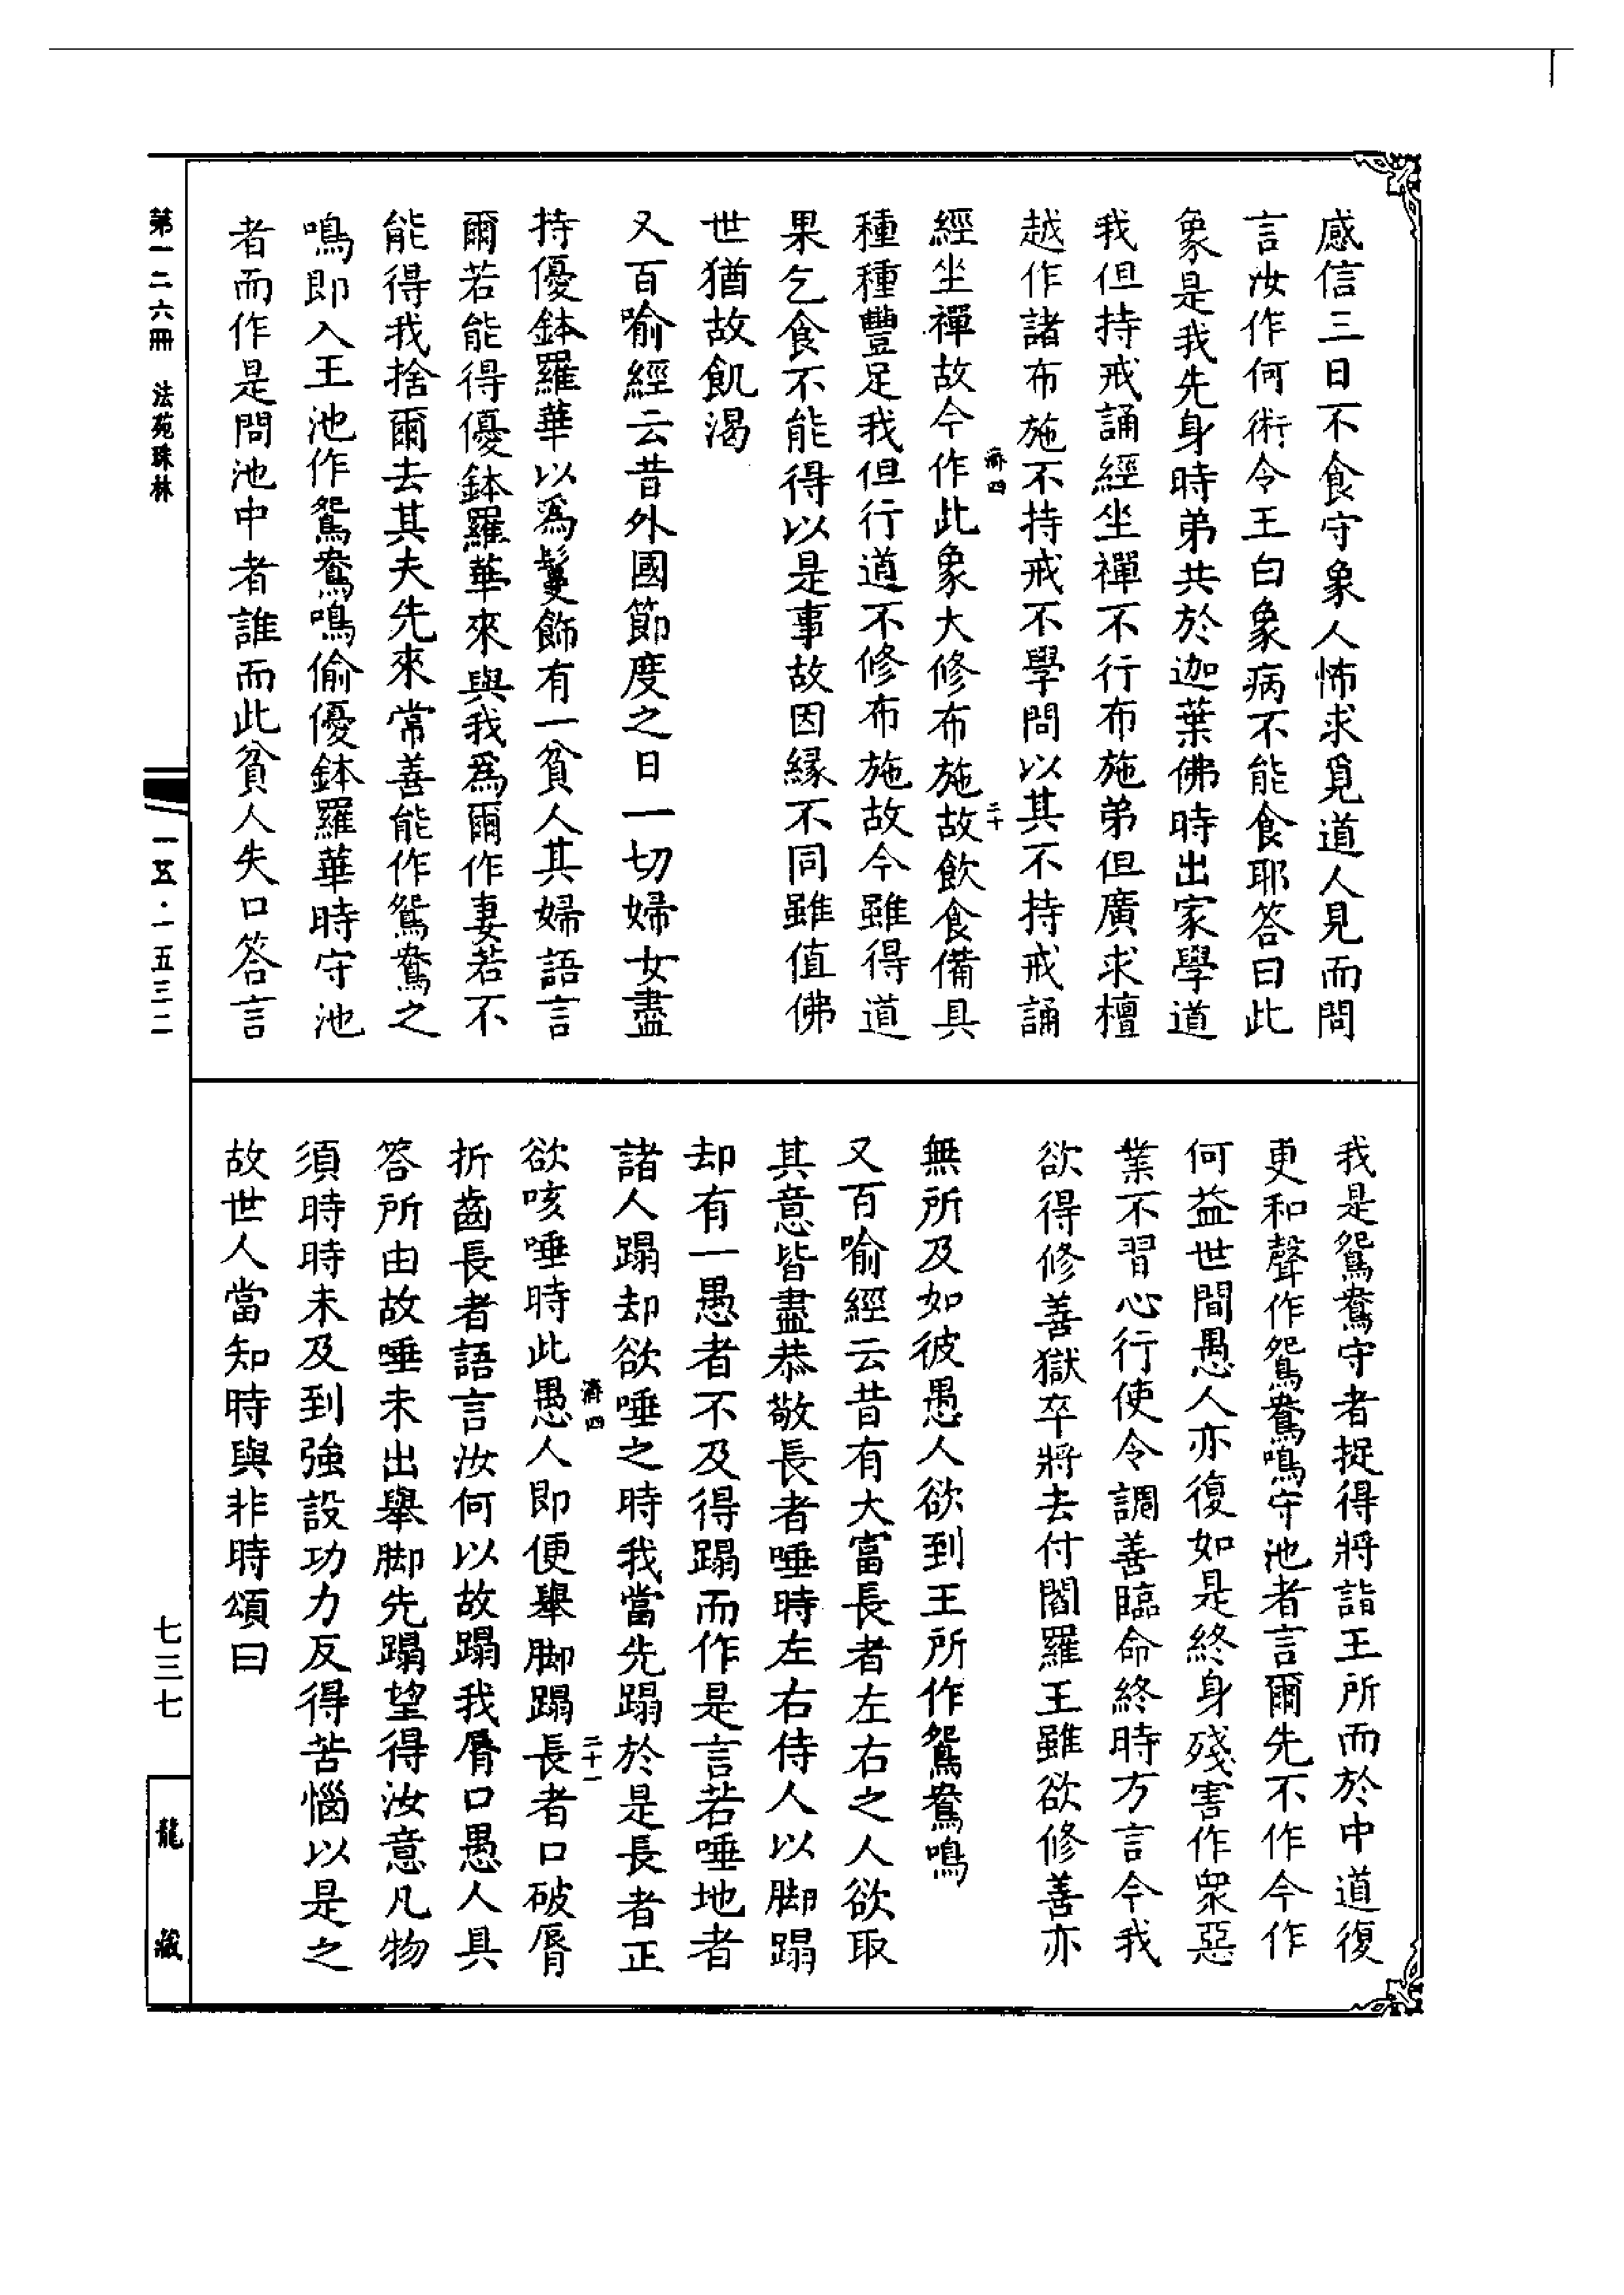 感信三日不食守象人怖求覓道人見而問
言汝作何術令王白象病不能食耶答曰此
象是我先身時弟共於迦葉佛時出家學道
我但持戒誦經坐禪不行布施弟但廣求檀
越作諸布施不持戒不學問以其不持戒誦
經坐禪故今作此象大修布施故飲食備具
濟四
二十
種種豐足我但行道不修布施故今雖得道
果乞食不能得以是事故因緣不同雖值佛
世猶故飢渴
又百喻經云昔外國節度之日一切婦女盡
持優鉢羅華以為鬘飾有一貧人其婦語言
爾若能得優鉢羅華來與我為爾作妻若不
能得我捨爾去其夫先來常善能作鴛鴦之
鳴即入王池作鴛鴦鳴偷優鉢羅華時守池
者而作是問池中者誰而此貧人失口答言
我是鴛鴦守者捉得將詣王所而於中道復
更和聲作鴛鴦鳴守池者言爾先不作今作
何益世間愚人亦復如是終身殘害作眾惡
業不習心行使令調善臨命終時方言今我
欲得修善獄卒將去付閻羅王雖欲修善亦
無所及如彼愚人欲到王所作鴛鴦鳴
又百喻經云昔有大富長者左右之人欲取
其意皆盡恭敬長者唾時左右侍人以脚蹋
却有一愚者不及得蹋而作是言若唾地者
諸人蹋却欲唾之時我當先蹋於是長者正
濟四
二十一
欲咳唾時此愚人即便舉脚蹋長者口破脣
折齒長者語言汝何以故蹋我脣口愚人具
答所由故唾未出舉脚先蹋望得汝意凡物
須時時未及到強設功力反得苦惱以是之
故世人當知時與非時頌曰
第一二六冊 法苑珠林
一五·一五三二
七三七
龍藏